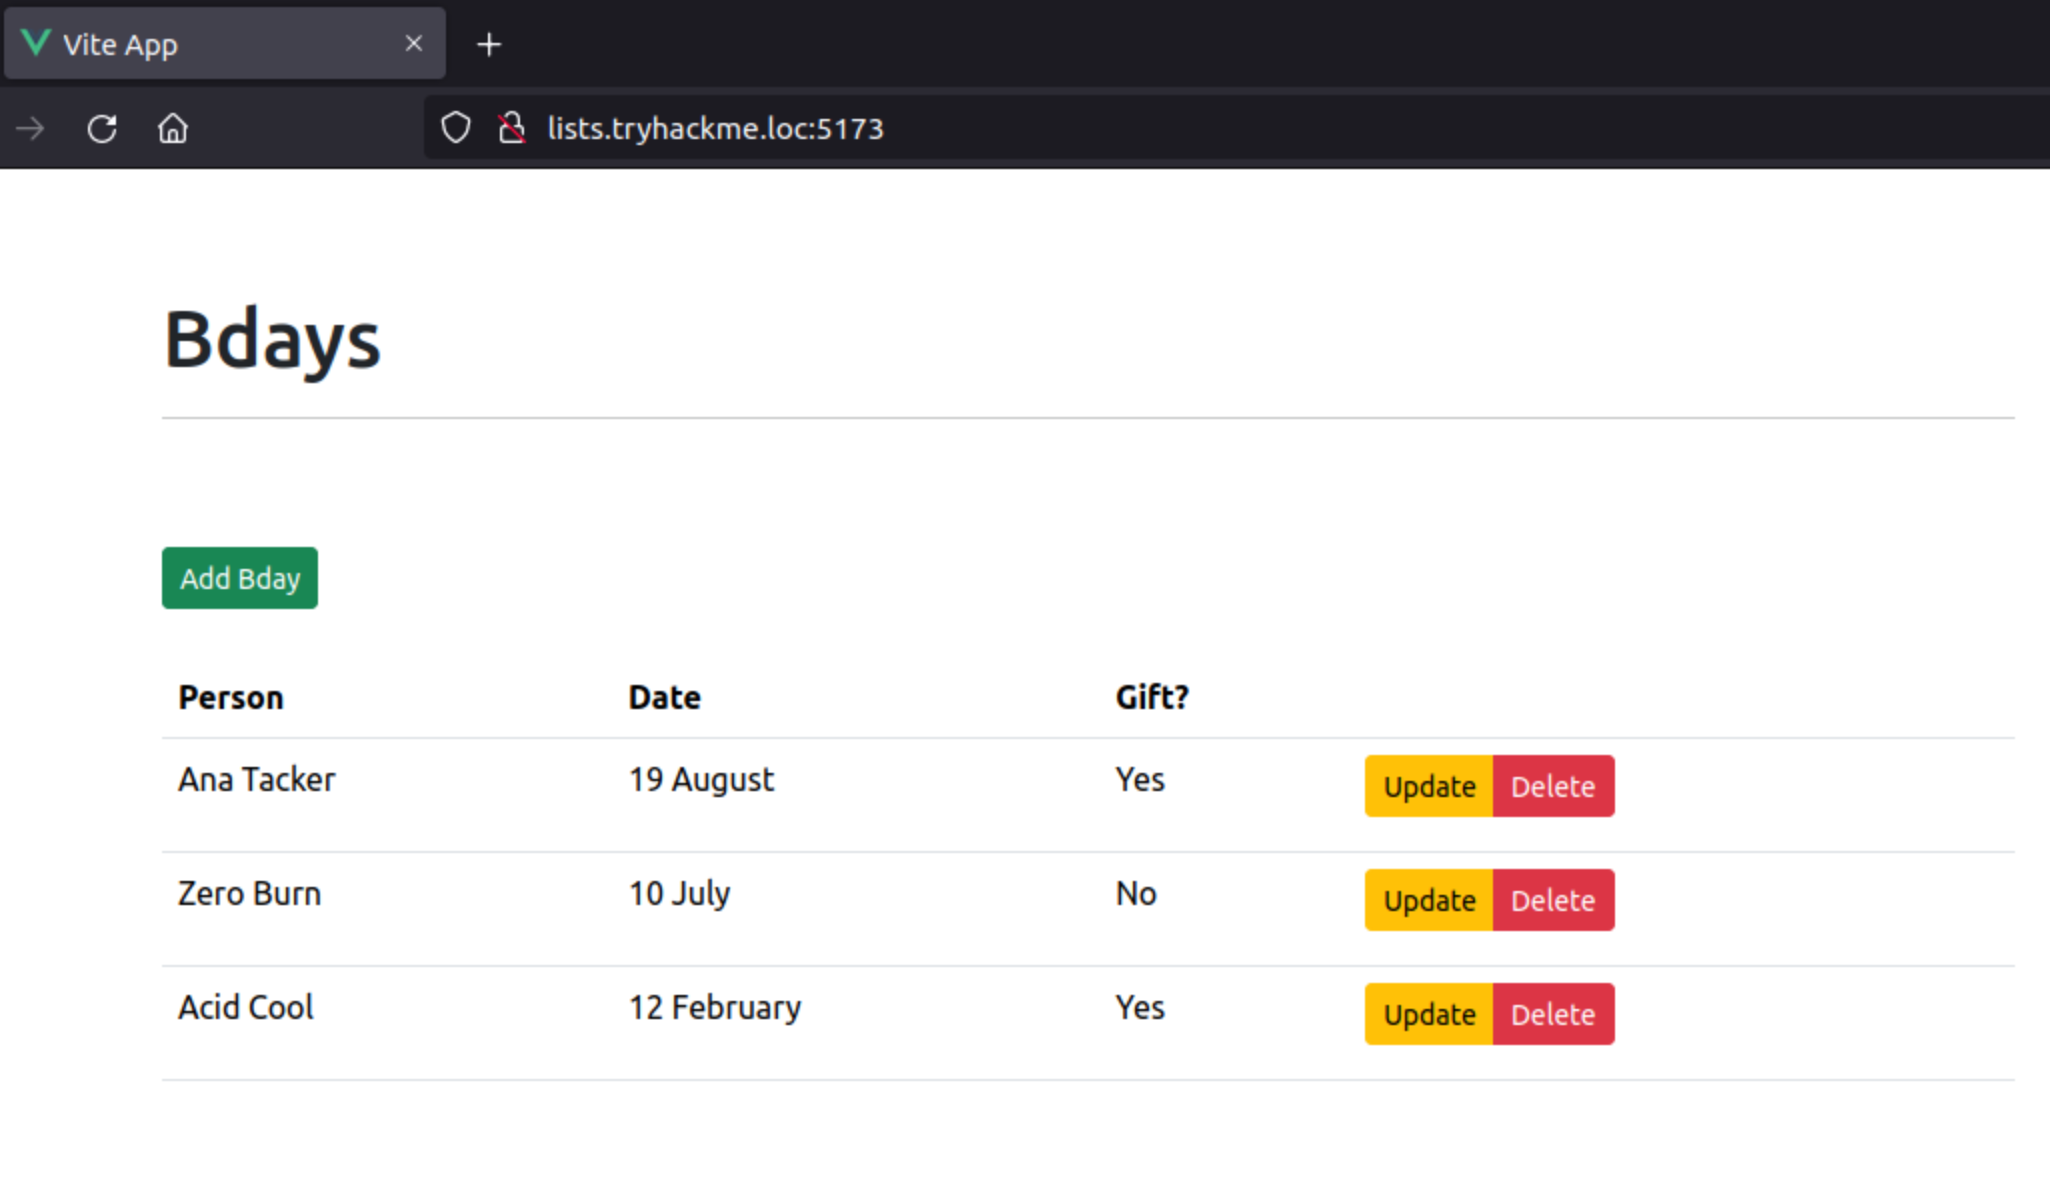 Vite App
lists.tryhackme.loc:5173
Bdays
Add Bday
Person Date Gift?
Ana Tacker 19 August Yes Update Delete
Zero Burn 10 July No Update Delete
Acid Cool 12 February Yes Update Delete